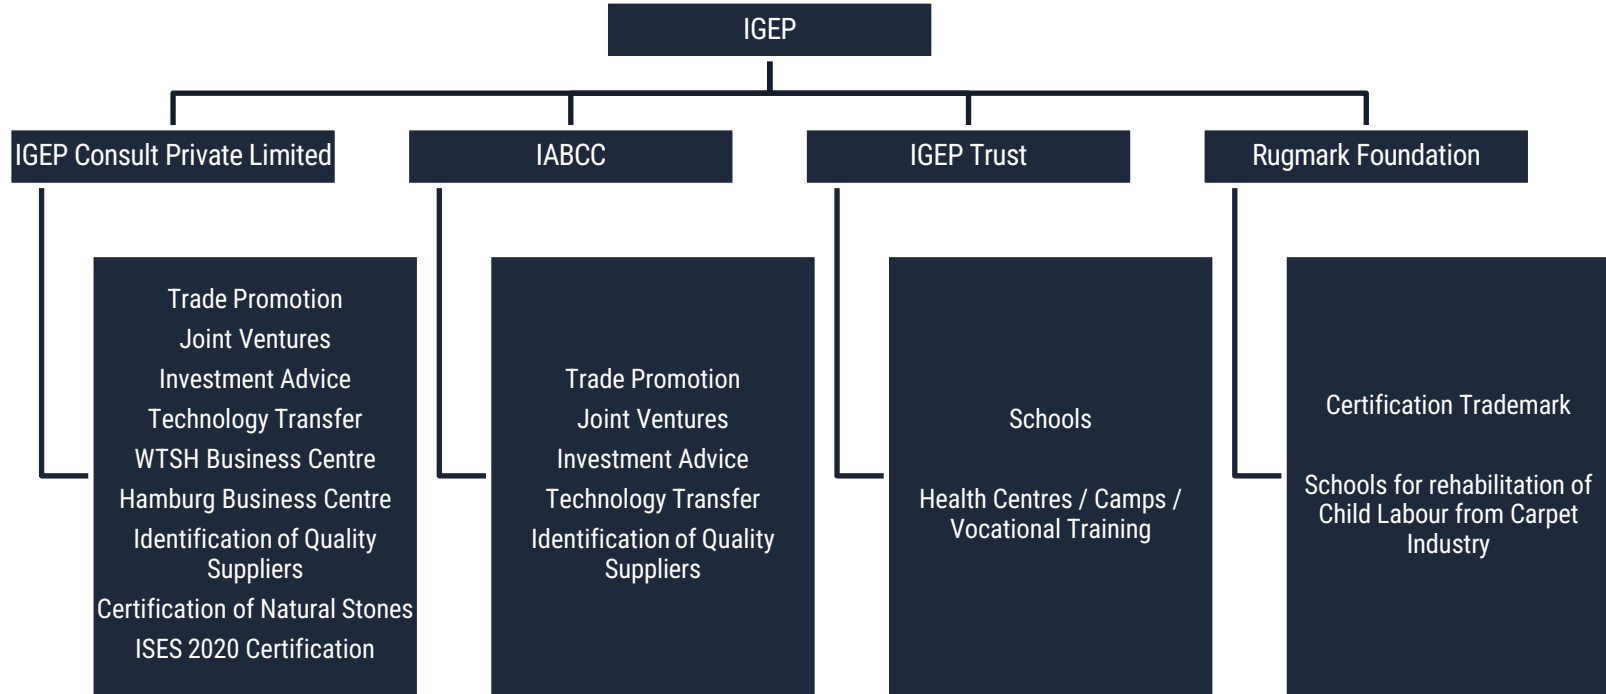 IGEP
IGEP Consult Private Limited
IABCC
IGEP Trust
Rugmark Foundation
Trade Promotion
Joint Ventures
Investment Advice
Technology Transfer
WTSH Business Centre
Hamburg Business Centre
Identification of Quality
Suppliers
Certification of Natural Stones
ISES 2020 Certification
Trade Promotion
Joint Ventures
Investment Advice
Technology Transfer
Identification of Quality
Suppliers
Schools
Health Centres / Camps /
Vocational Training
Certification Trademark
Schools for rehabilitation of
Child Labour from Carpet
Industry